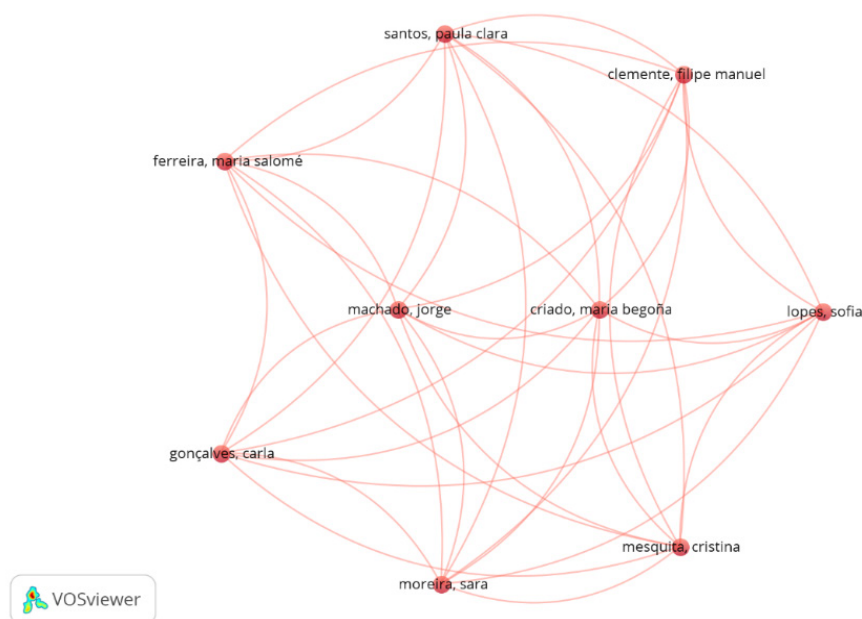 santos, paula clara
clemente, filipe manuel
ferreira, maria salomé
machado, jorge
criado, maria begoña
lopes, sofia
gonçalves, carla
mesquita, cristina
moreira, sara
VOSviewer